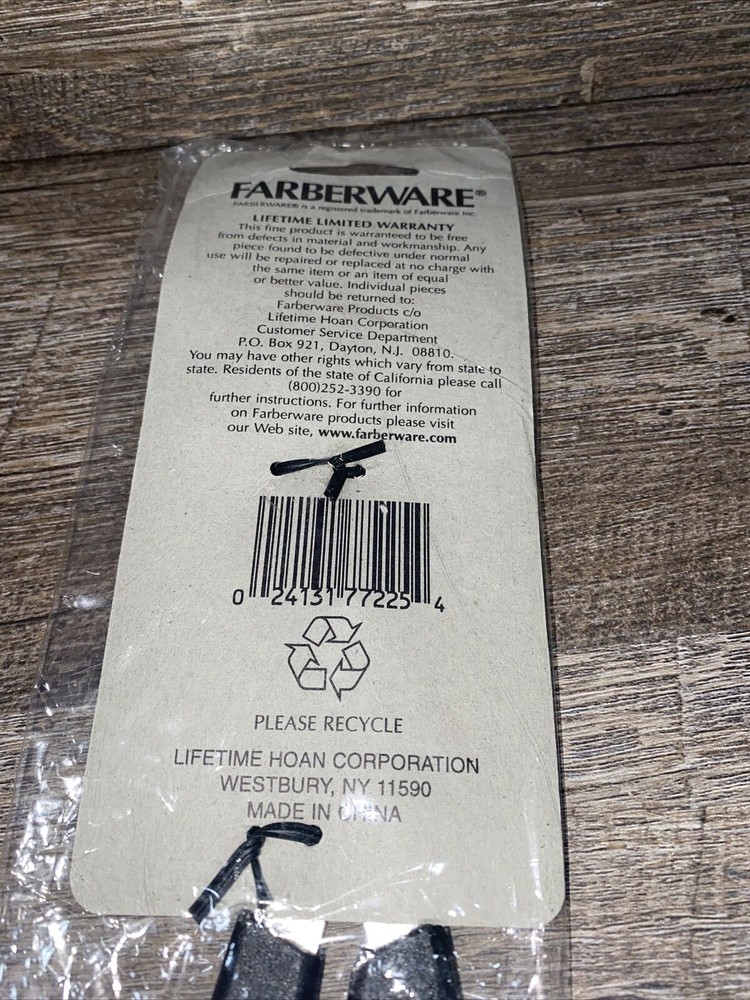 FARBERWARE®
FARBERWARE® is a registered trademark of Farberware Inc.
LIFETIME LIMITED WARRANTY
This fine product is warranteed to be free
from defects in material and workmanship. Any
piece found to be defective under normal
use will be repaired or replaced at no charge with
the same item or an item of equal
or better value. Individual pieces
should be returned to:
Farberware Products c/o
Lifetime Hoan Corporation
Customer Service Department
P.O. Box 921, Dayton, N.J. 08810.
You may have other rights which vary from state to
state. Residents of the state of California please call
(800)252-3390 for
further instructions. For further information
on Farberware products please visit
our Web site, www.farberware.com
0 24131 77225 4
PLEASE RECYCLE
LIFETIME HOAN CORPORATION
WESTBURY, NY 11590
MADE IN CHINA